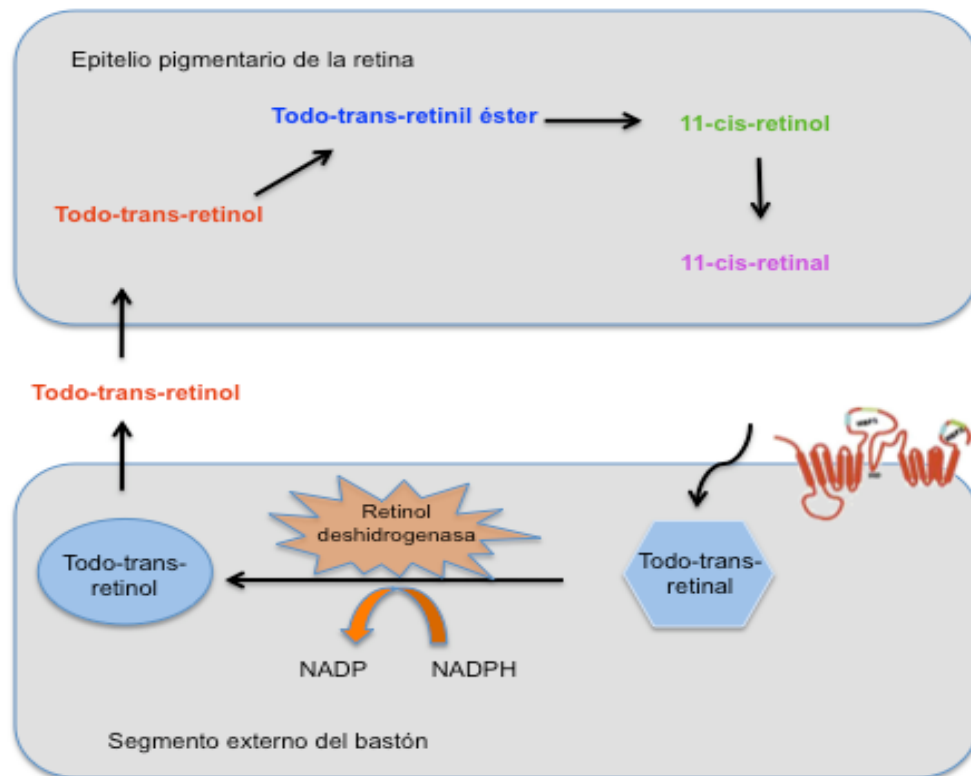 Epitelio pigmentario de la retina
Todo-trans-retinil éster
11-cis-retinol
Todo-trans-retinol
11-cis-retinal
Todo-trans-retinol
Retinol
deshidrogenasa
Todo-trans-
retinol
Todo-trans-
retinal
NADP
NADPH
Segmento externo del bastón